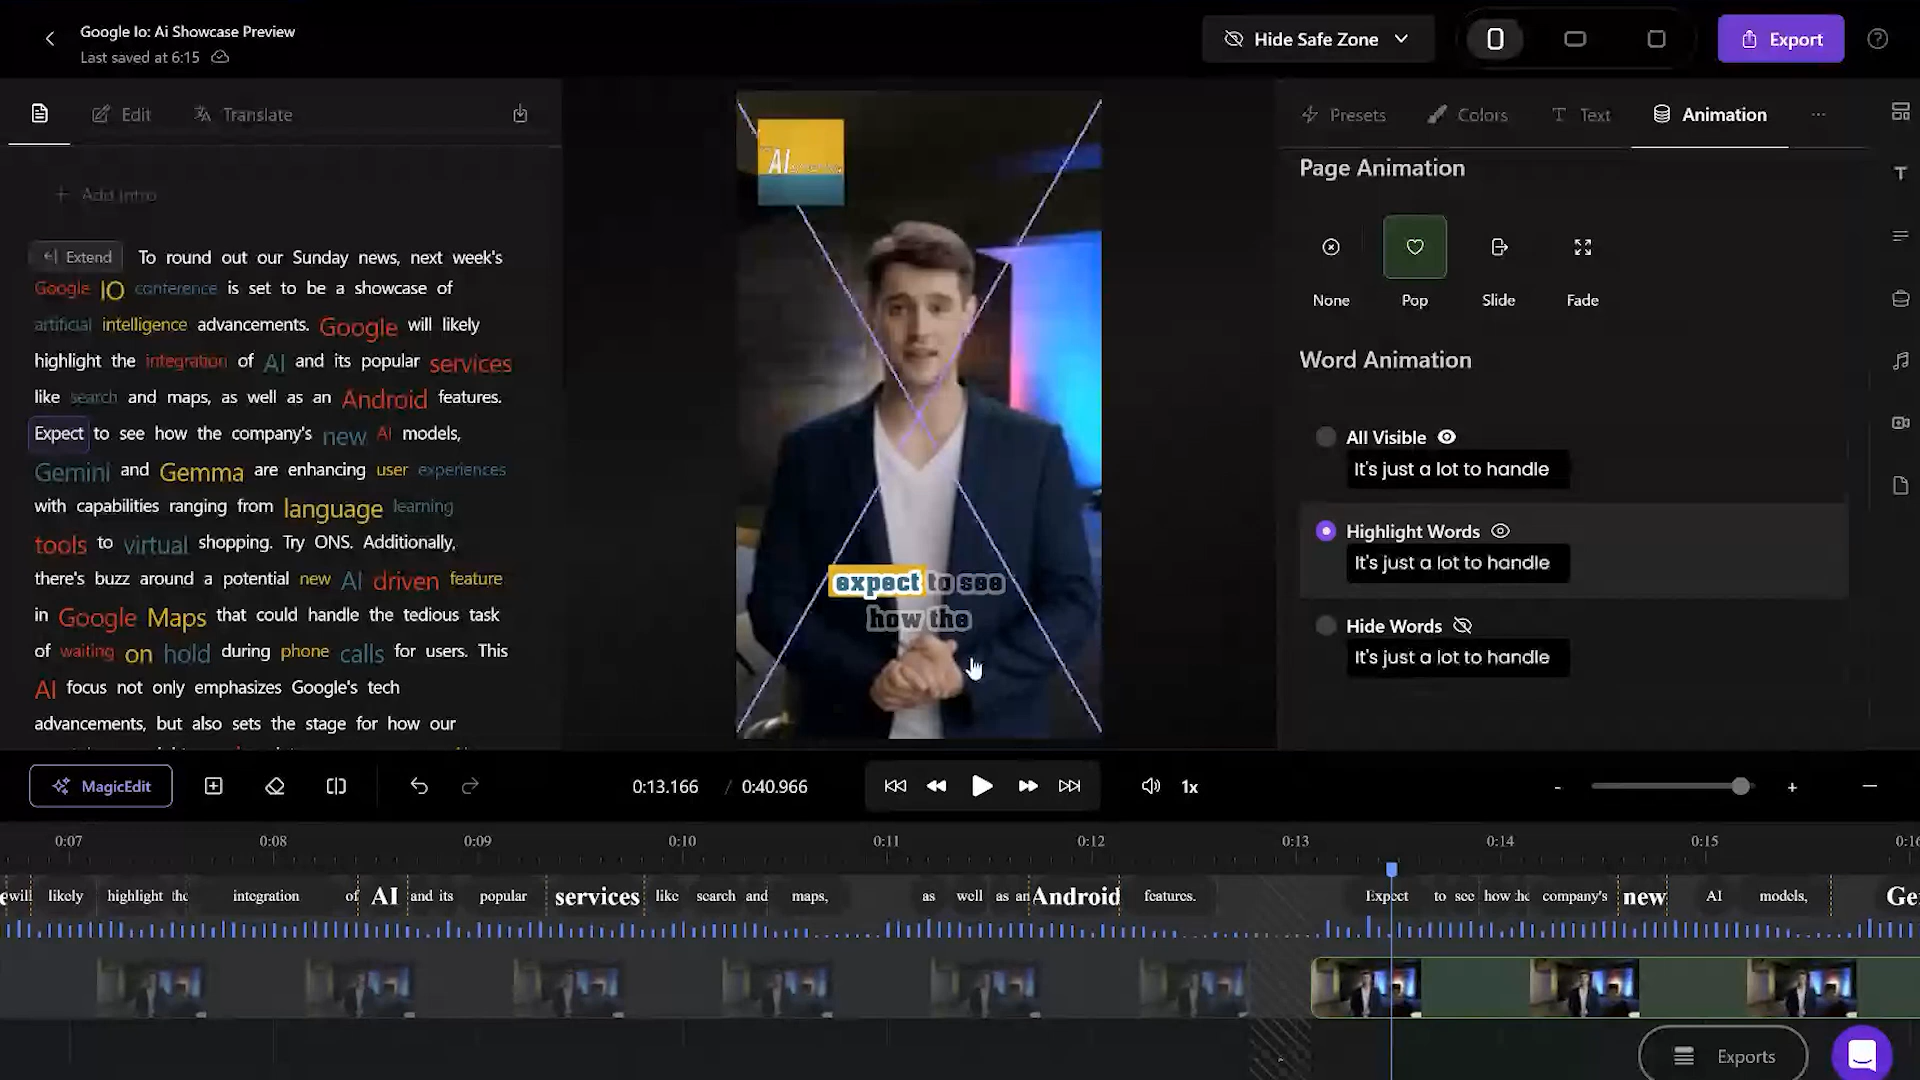 Google Io: Ai Showcase Preview
Last saved at 6:15
Hide Safe Zone
Export
Edit
Translate
Presets
Colors
Text
Animation
+ Add Intro
Extend
To round out our Sunday news, next week's
Google IO conference is set to be a showcase of
artificial intelligence advancements. Google will likely
highlight the integration of AI and its popular services
like search and maps, as well as an Android features.
Expect to see how the company's new AI models,
Gemini and Gemma are enhancing user experiences
with capabilities ranging from language learning
tools to virtual shopping. Try ONS. Additionally,
there's buzz around a potential new AI driven feature
in Google Maps that could handle the tedious task
of waiting on hold during phone calls for users. This
AI focus not only emphasizes Google's tech
advancements, but also sets the stage for how our
AI
expect to see
how the
Page Animation
None
Pop
Slide
Fade
Word Animation
All Visible
It's just a lot to handle
Highlight Words
It's just a lot to handle
Hide Words
It's just a lot to handle
MagicEdit
0:13.166 / 0:40.966
1x
- +
0:07 0:08 0:09 0:10 0:11 0:12 0:13 0:14 0:15 0:16
will likely highlight the integration of AI and its popular services like search and maps, as well as an Android features. Expect to see how the company's new AI models,
Exports